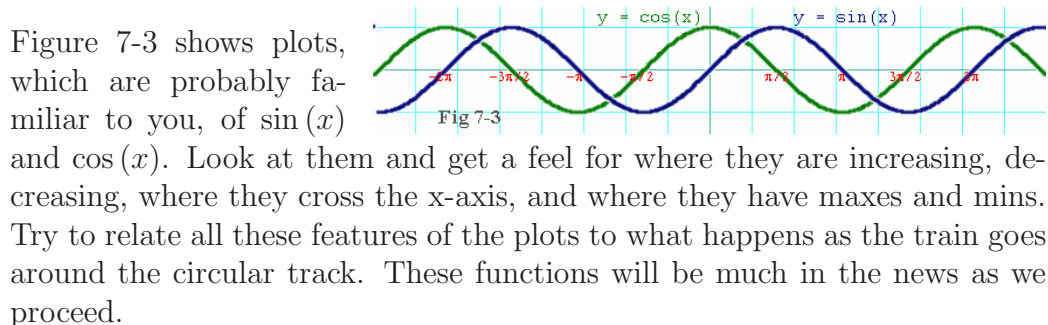 y = cos(x)
y = sin(x)
−2π
−3π/2
−π
−π/2
π/2
π
3π/2
2π
Fig 7-3
Figure 7-3 shows plots,
which are probably fa-
miliar to you, of sin (x)
and cos (x). Look at them and get a feel for where they are increasing, de-
creasing, where they cross the x-axis, and where they have maxes and mins.
Try to relate all these features of the plots to what happens as the train goes
around the circular track. These functions will be much in the news as we
proceed.